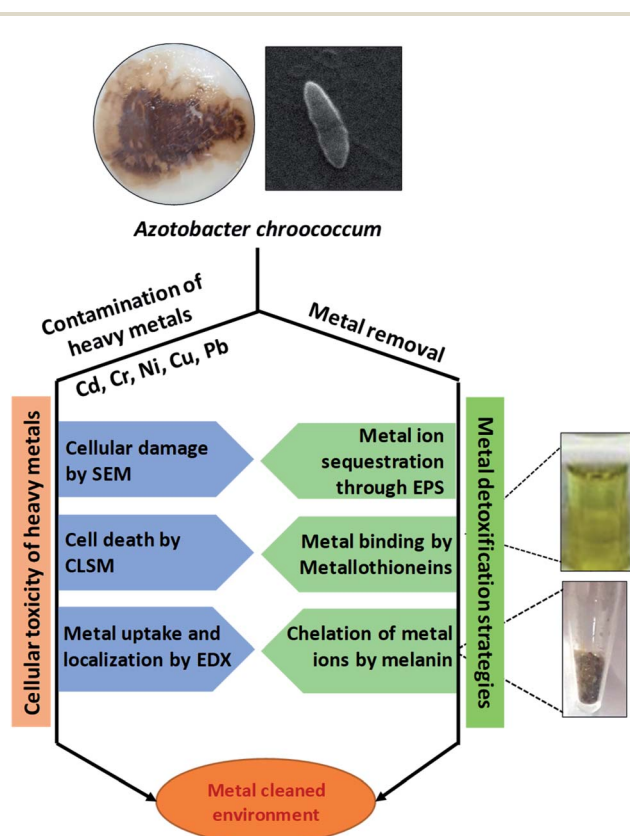 Azotobacter chroococcum
Contamination of
heavy metals
Cd, Cr, Ni, Cu, Pb
Metal removal
Cellular toxicity of heavy metals
Cellular damage
by SEM
Cell death by
CLSM
Metal uptake and
localization by EDX
Metal ion
sequestration
through EPS
Metal binding by
Metallothioneins
Chelation of metal
ions by melanin
Metal detoxification strategies
Metal cleaned
environment